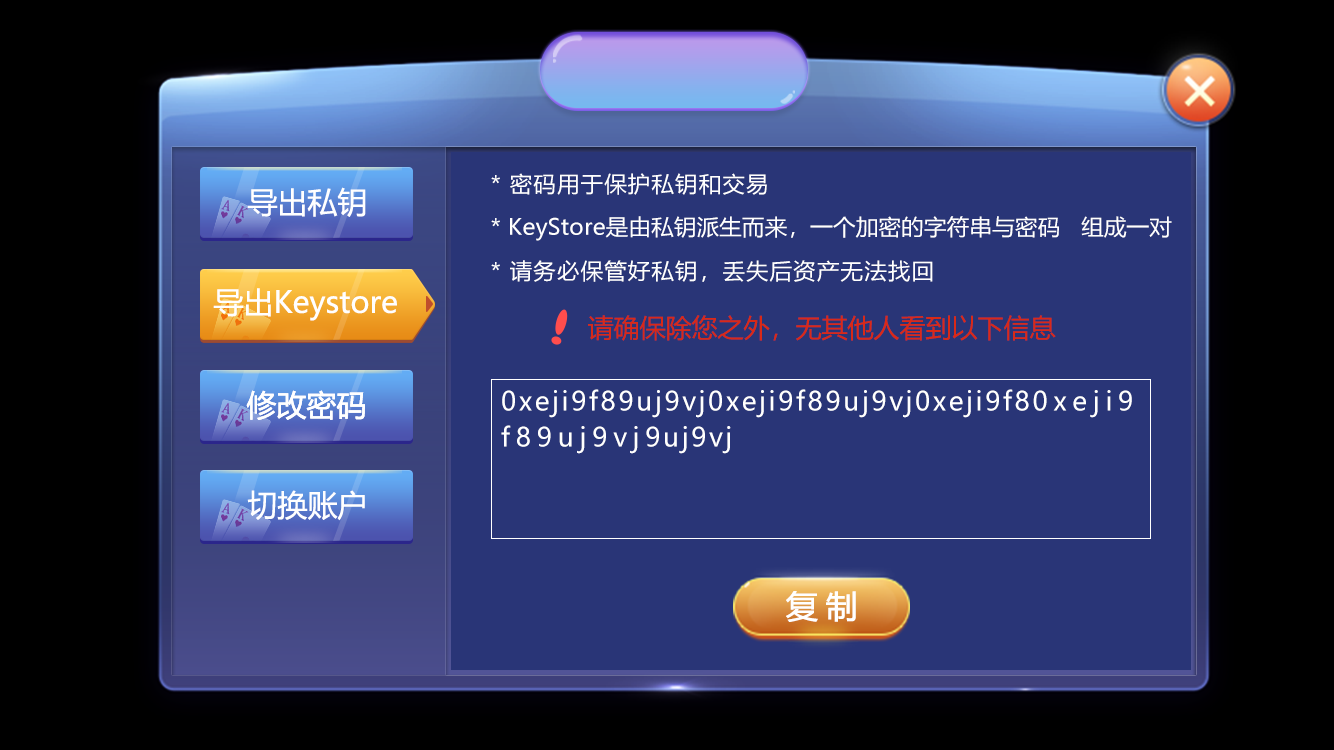 导出私钥
导出Keystore
修改密码
切换账户
* 密码用于保护私钥和交易
* KeyStore是由私钥派生而来，一个加密的字符串与密码 组成一对
* 请务必保管好私钥，丢失后资产无法找回
请确保除您之外，无其他人看到以下信息
0xeji9f89uj9vj0xeji9f89uj9vj0xeji9f80xeji9
f89uj9vj9uj9vj
复制